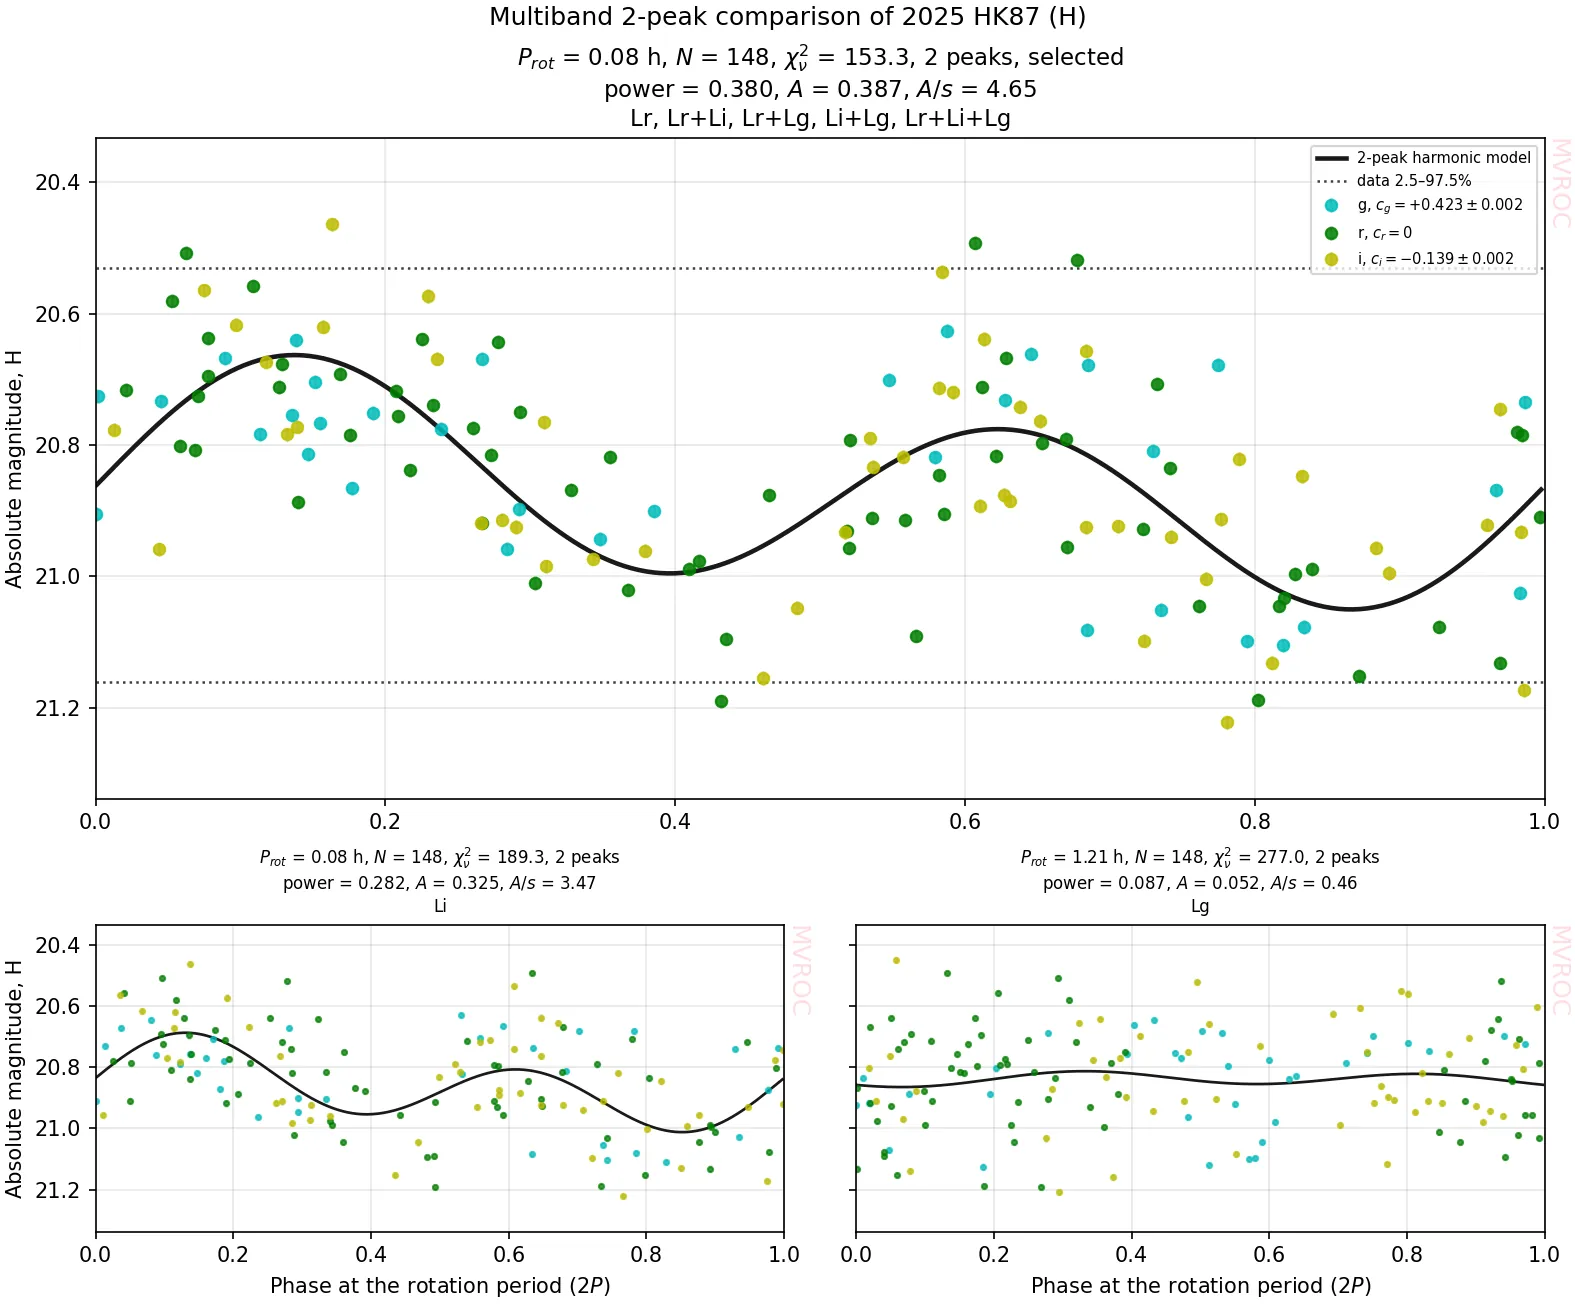 Multiband 2-peak comparison of 2025 HK87 (H)
P_rot = 0.08 h, N = 148, χ²_ν = 153.3, 2 peaks, selected
power = 0.380, A = 0.387, A/s = 4.65
Lr, Lr+Li, Lr+Lg, Li+Lg, Lr+Li+Lg
MVROC
2-peak harmonic model
data 2.5–97.5%
g, c_g = +0.423 ± 0.002
r, c_r = 0
i, c_i = −0.139 ± 0.002
Absolute magnitude, H
20.4
20.6
20.8
21.0
21.2
0.0 0.2 0.4 0.6 0.8 1.0
P_rot = 0.08 h, N = 148, χ²_ν = 189.3, 2 peaks
power = 0.282, A = 0.325, A/s = 3.47
Li
MVROC
Absolute magnitude, H
20.4
20.6
20.8
21.0
21.2
0.0 0.2 0.4 0.6 0.8 1.0
Phase at the rotation period (2P)
P_rot = 1.21 h, N = 148, χ²_ν = 277.0, 2 peaks
power = 0.087, A = 0.052, A/s = 0.46
Lg
MVROC
0.0 0.2 0.4 0.6 0.8 1.0
Phase at the rotation period (2P)